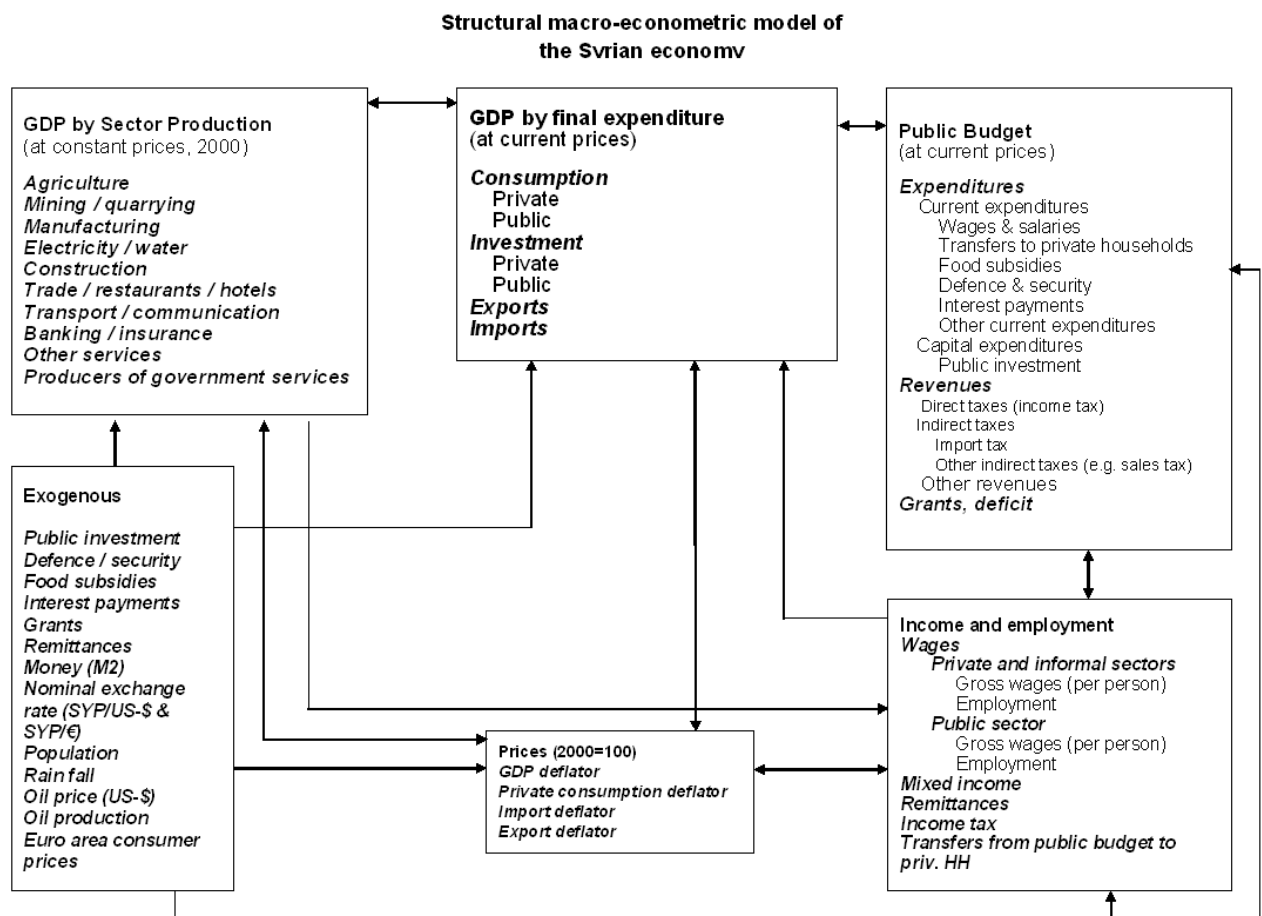 Structural macro-econometric model of
the Syrian economy
GDP by Sector Production
(at constant prices, 2000)
Agriculture
Mining / quarrying
Manufacturing
Electricity / water
Construction
Trade / restaurants / hotels
Transport / communication
Banking / insurance
Other services
Producers of government services
GDP by final expenditure
(at current prices)
Consumption
Private
Public
Investment
Private
Public
Exports
Imports
Public Budget
(at current prices)
Expenditures
Current expenditures
Wages & salaries
Transfers to private households
Food subsidies
Defence & security
Interest payments
Other current expenditures
Capital expenditures
Public investment
Revenues
Direct taxes (income tax)
Indirect taxes
Import tax
Other indirect taxes (e.g. sales tax)
Other revenues
Grants, deficit
Exogenous
Public investment
Defence / security
Food subsidies
Interest payments
Grants
Remittances
Money (M2)
Nominal exchange
rate (SYP/US-$ &
SYP/€)
Population
Rain fall
Oil price (US-$)
Oil production
Euro area consumer
prices
Prices (2000=100)
GDP deflator
Private consumption deflator
Import deflator
Export deflator
Income and employment
Wages
Private and informal sectors
Gross wages (per person)
Employment
Public sector
Gross wages (per person)
Employment
Mixed income
Remittances
Income tax
Transfers from public budget to
priv. HH